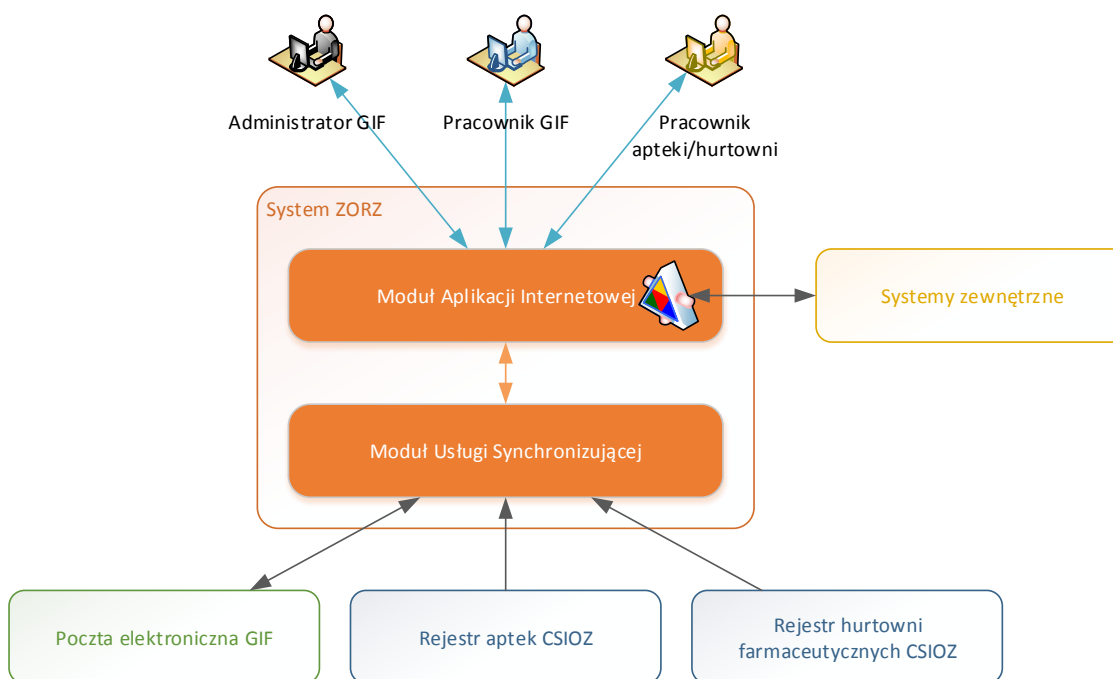 Administrator GIF
Pracownik GIF
Pracownik
apteki/hurtowni
System ZORZ
Moduł Aplikacji Internetowej
Systemy zewnętrzne
Moduł Usługi Synchronizującej
Poczta elektroniczna GIF
Rejestr aptek CSIOZ
Rejestr hurtowni
farmaceutycznych CSIOZ